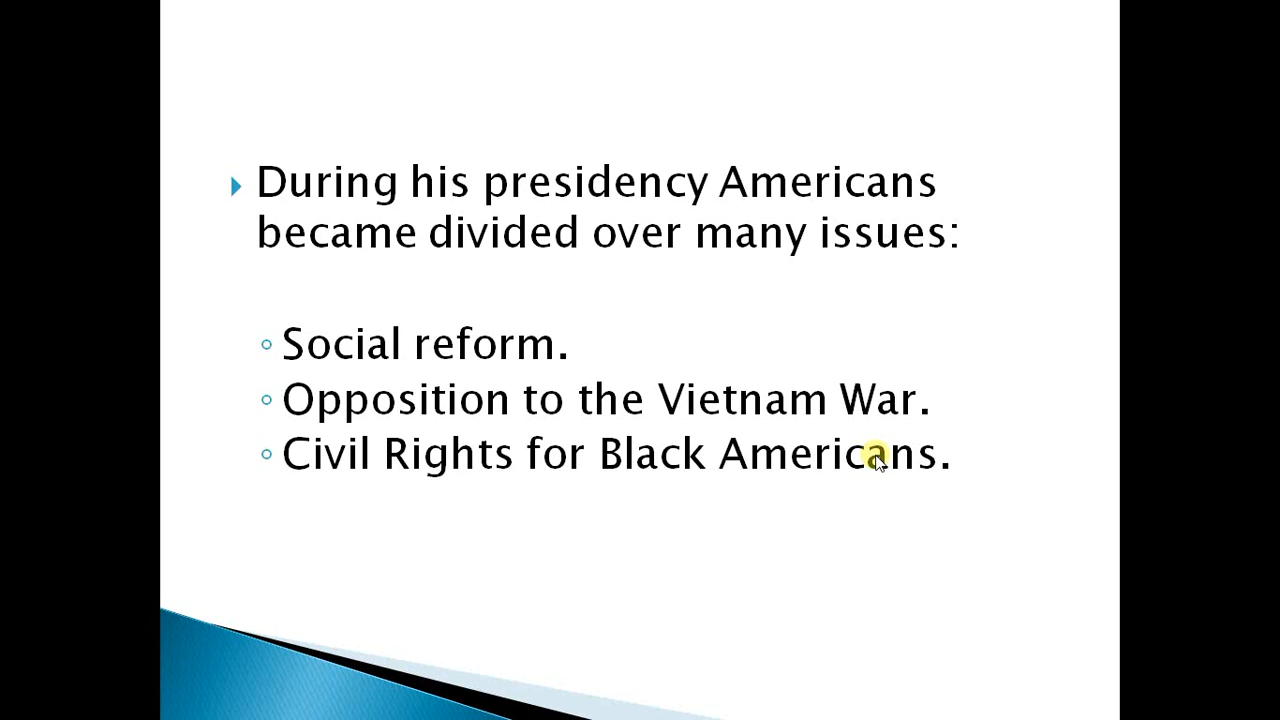 During his presidency Americans
became divided over many issues:
Social reform.
Opposition to the Vietnam War.
Civil Rights for Black Americans.